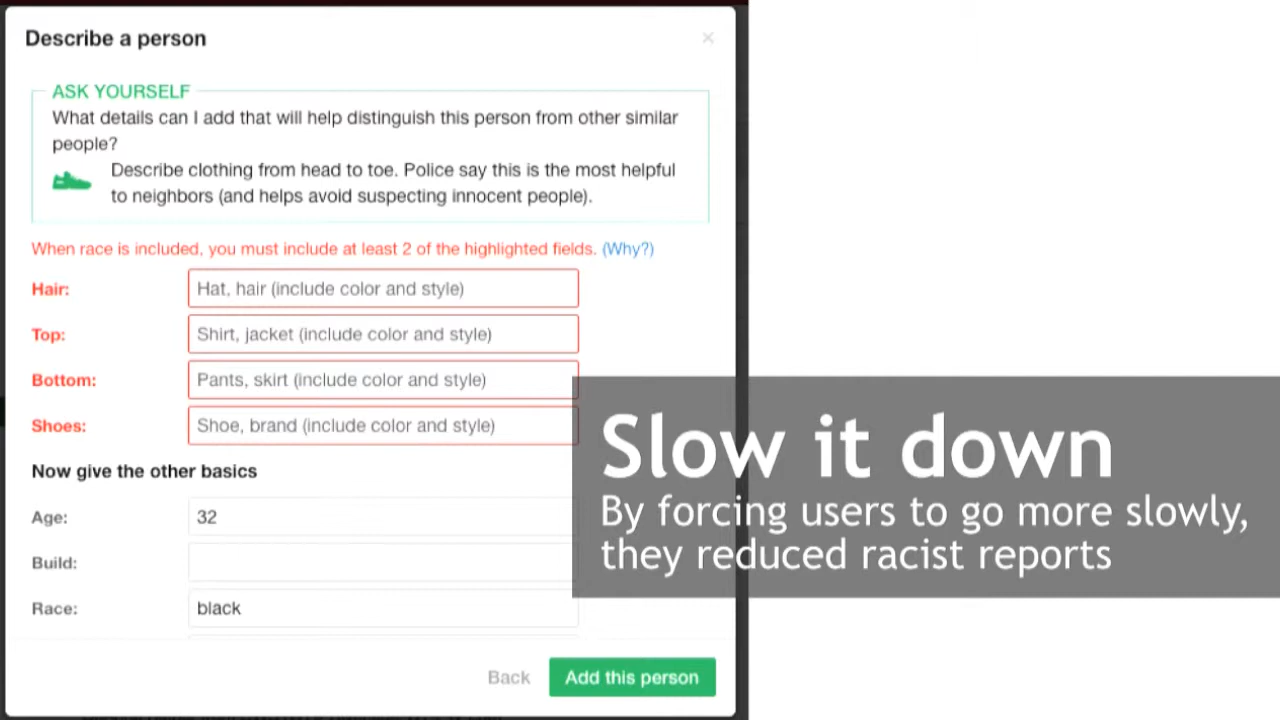 Describe a person
×
ASK YOURSELF
What details can I add that will help distinguish this person from other similar
people?
Describe clothing from head to toe. Police say this is the most helpful
to neighbors (and helps avoid suspecting innocent people).
When race is included, you must include at least 2 of the highlighted fields. (Why?)
Hair: Hat, hair (include color and style)
Top: Shirt, jacket (include color and style)
Bottom: Pants, skirt (include color and style)
Shoes: Shoe, brand (include color and style)
Now give the other basics
Age: 32
Build:
Race: black
Back Add this person
Slow it down
By forcing users to go more slowly,
they reduced racist reports